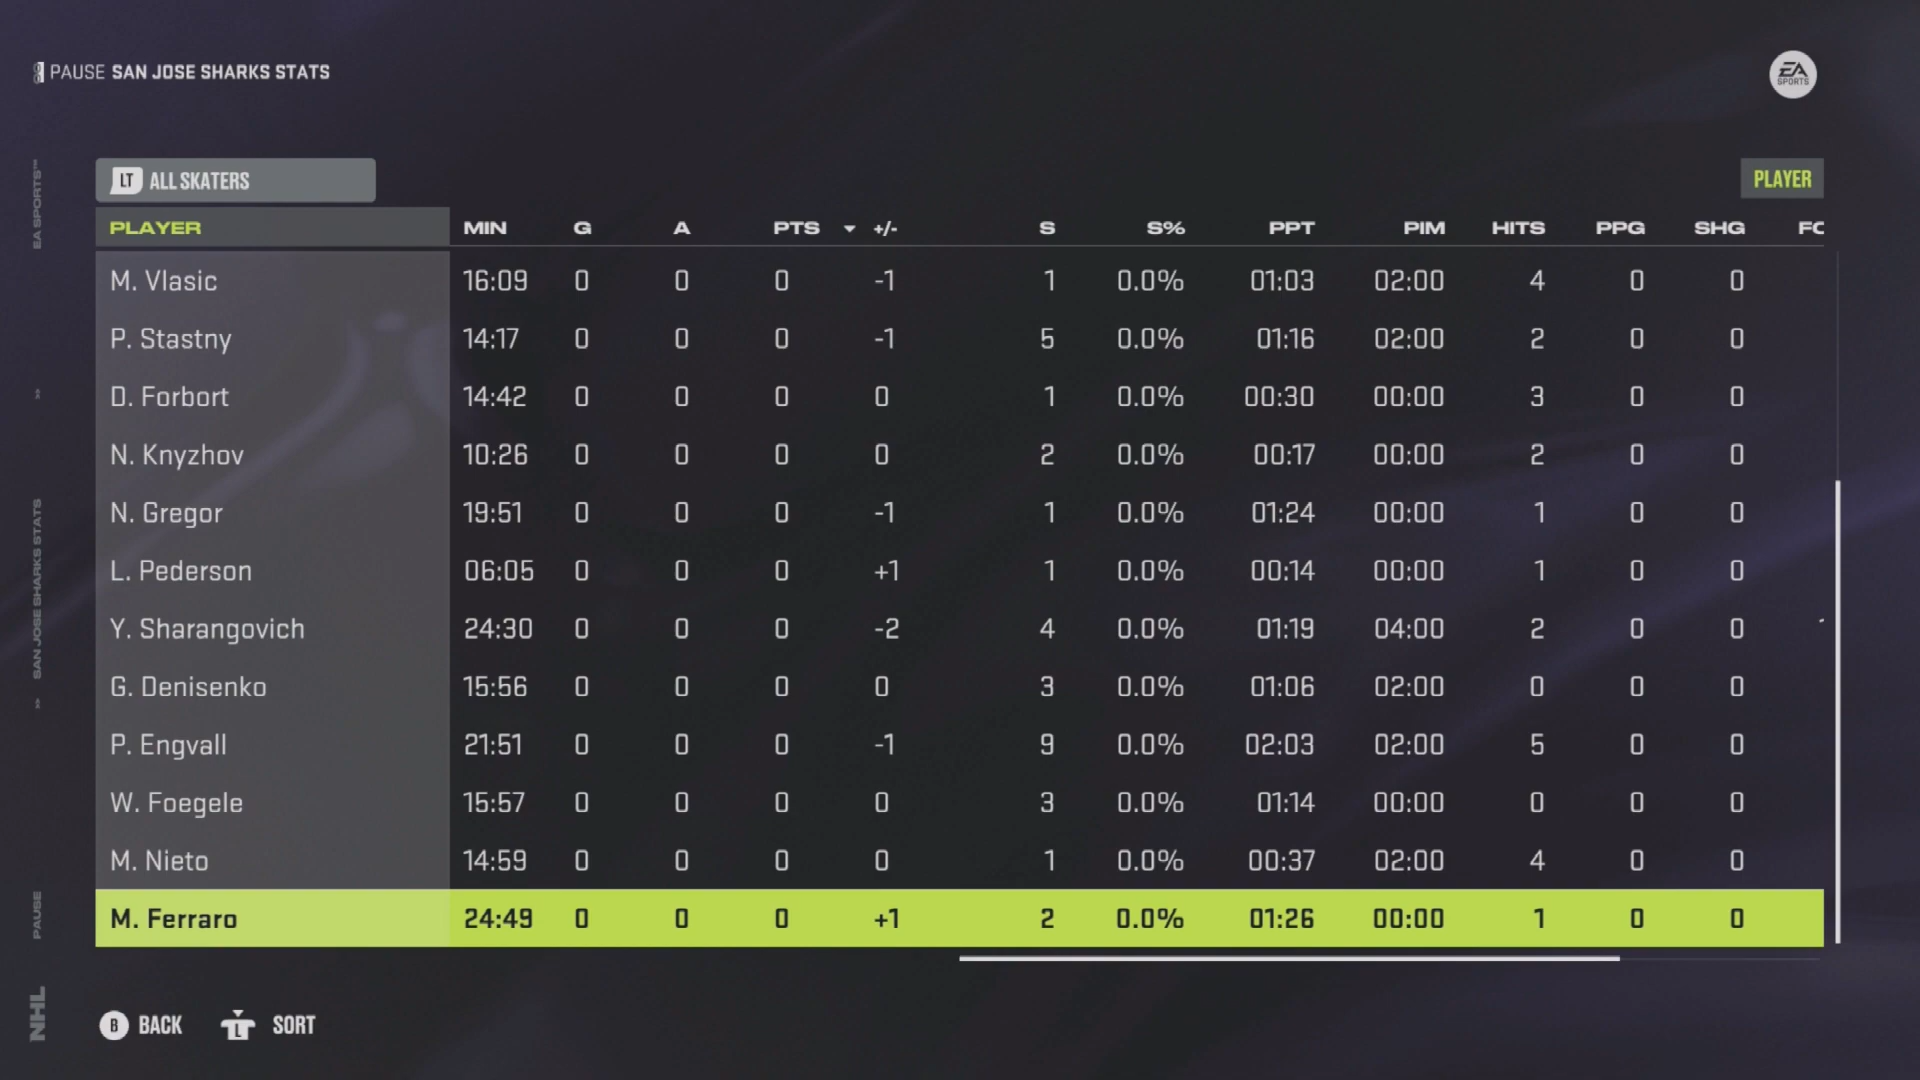 PAUSE SAN JOSE SHARKS STATS
EA SPORTS
LT ALL SKATERS
PLAYER
PLAYER MIN G A PTS +/- S S% PPT PIM HITS PPG SHG
M. Vlasic 16:09 0 0 0 -1 1 0.0% 01:03 02:00 4 0 0
P. Stastny 14:17 0 0 0 -1 5 0.0% 01:16 02:00 2 0 0
D. Forbort 14:42 0 0 0 0 1 0.0% 00:30 00:00 3 0 0
N. Knyzhov 10:26 0 0 0 0 2 0.0% 00:17 00:00 2 0 0
N. Gregor 19:51 0 0 0 -1 1 0.0% 01:24 00:00 1 0 0
L. Pederson 06:05 0 0 0 +1 1 0.0% 00:14 00:00 1 0 0
Y. Sharangovich 24:30 0 0 0 -2 4 0.0% 01:19 04:00 2 0 0
G. Denisenko 15:56 0 0 0 0 3 0.0% 01:06 02:00 0 0 0
P. Engvall 21:51 0 0 0 -1 9 0.0% 02:03 02:00 5 0 0
W. Foegele 15:57 0 0 0 0 3 0.0% 01:14 00:00 0 0 0
M. Nieto 14:59 0 0 0 0 1 0.0% 00:37 02:00 4 0 0
M. Ferraro 24:49 0 0 0 +1 2 0.0% 01:26 00:00 1 0 0
B BACK L SORT
NHL PAUSE » SAN JOSE SHARKS STATS » EA SPORTS™